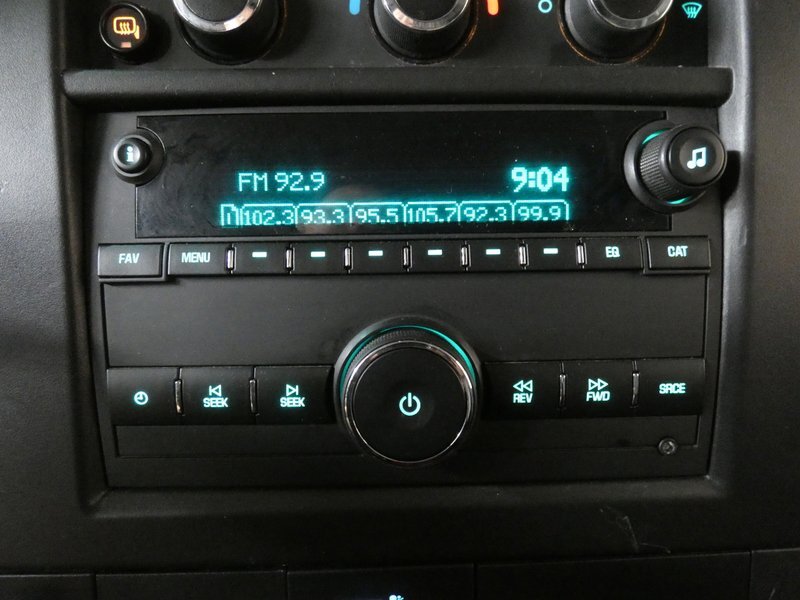 FM 92.9 9:04
102.3 93.3 95.5 105.7 92.3 99.9
FAV MENU EQ CAT
SEEK SEEK REV FWD SRCE